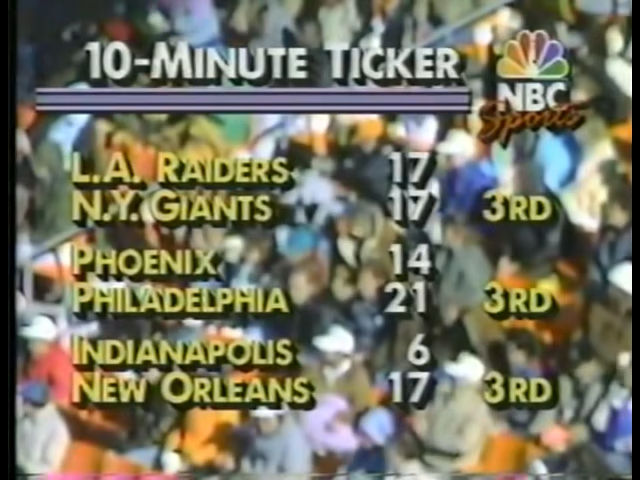 10-MINUTE TICKER
NBC
Sports
L.A. RAIDERS 17
N.Y. GIANTS 17 3RD
PHOENIX 14
PHILADELPHIA 21 3RD
INDIANAPOLIS 6
NEW ORLEANS 17 3RD